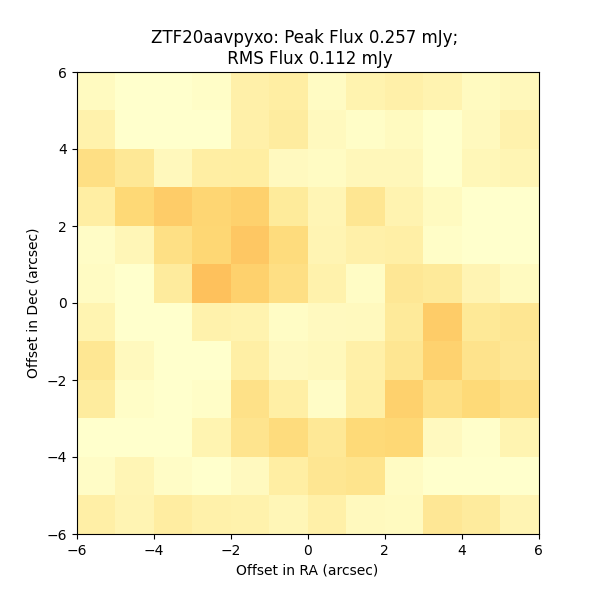 ZTF20aavpyxo: Peak Flux 0.257 mJy;
RMS Flux 0.112 mJy
6
4
2
0
−2
−4
−6
Offset in Dec (arcsec)
−6 −4 −2 0 2 4 6
Offset in RA (arcsec)